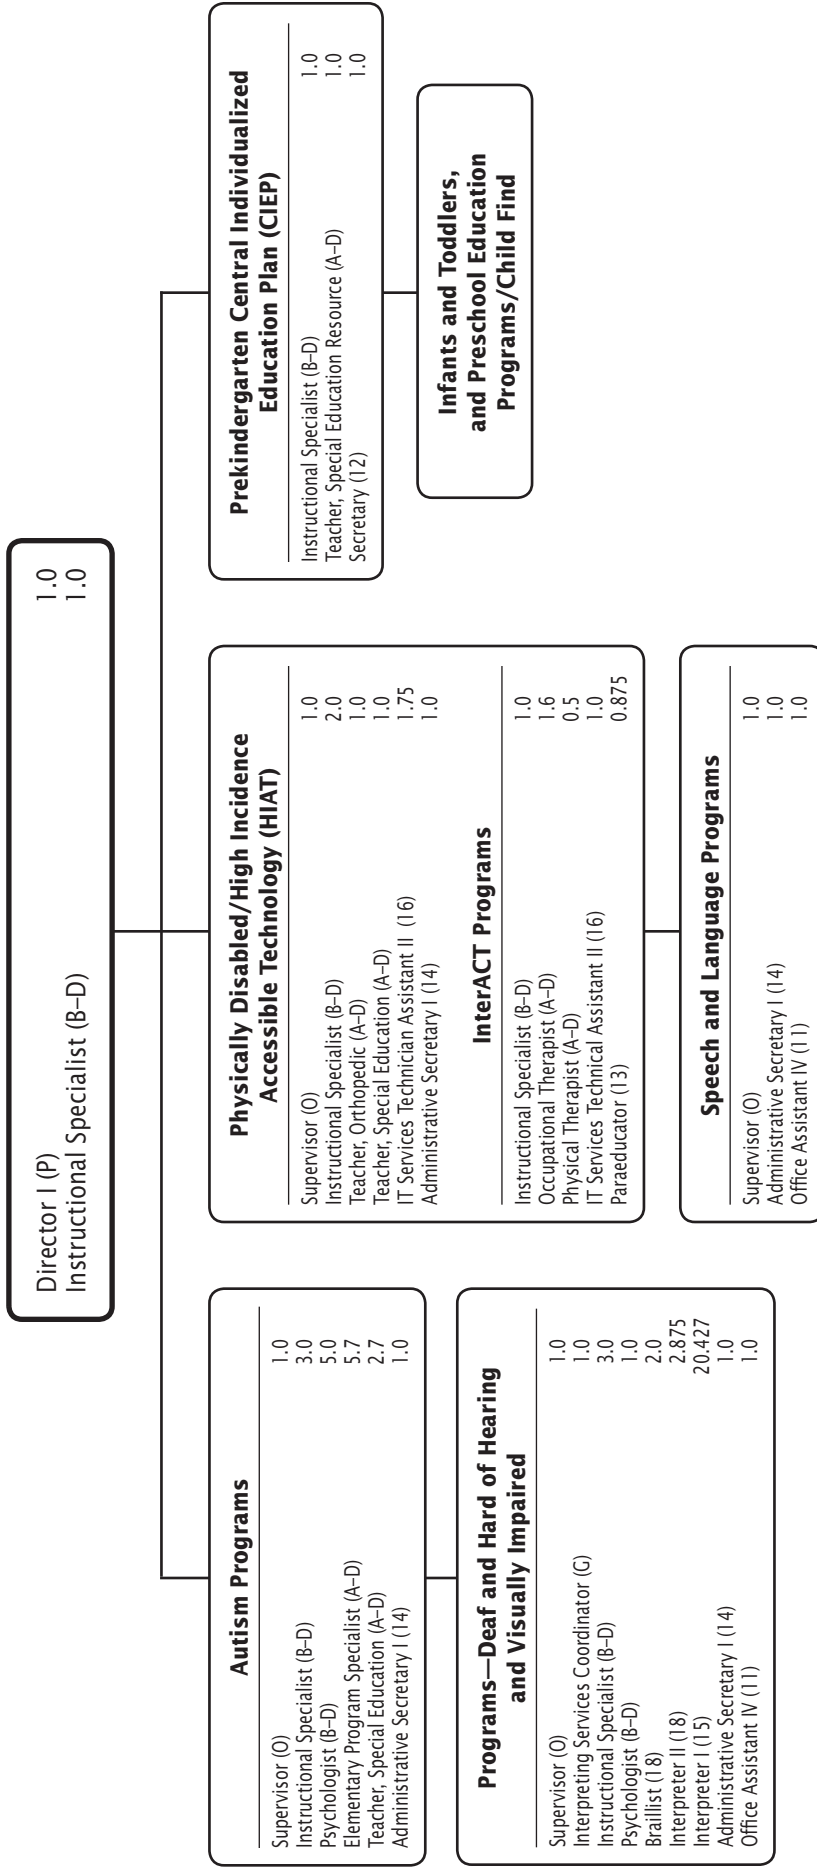 Director I (P) 1.0
Instructional Specialist (B–D) 1.0
Autism Programs
Supervisor (O) 1.0
Instructional Specialist (B–D) 3.0
Psychologist (B–D) 5.0
Elementary Program Specialist (A–D) 5.7
Teacher, Special Education (A–D) 2.7
Administrative Secretary I (14) 1.0
Programs—Deaf and Hard of Hearing
and Visually Impaired
Supervisor (O) 1.0
Interpreting Services Coordinator (G) 1.0
Instructional Specialist (B–D) 3.0
Psychologist (B–D) 1.0
Braillist (18) 2.0
Interpreter II (18) 2.875
Interpreter I (15) 20.427
Administrative Secretary I (14) 1.0
Office Assistant IV (11) 1.0
Physically Disabled/High Incidence
Accessible Technology (HIAT)
Supervisor (O) 1.0
Instructional Specialist (B–D) 2.0
Teacher, Orthopedic (A–D) 1.0
Teacher, Special Education (A–D) 1.0
IT Services Technician Assistant II (16) 1.75
Administrative Secretary I (14) 1.0
InterACT Programs
Instructional Specialist (B–D) 1.0
Occupational Therapist (A–D) 1.6
Physical Therapist (A–D) 0.5
IT Services Technical Assistant II (16) 1.0
Paraeducator (13) 0.875
Speech and Language Programs
Supervisor (O) 1.0
Administrative Secretary I (14) 1.0
Office Assistant IV (11) 1.0
Prekindergarten Central Individualized
Education Plan (CIEP)
Instructional Specialist (B–D) 1.0
Teacher, Special Education Resource (A–D) 1.0
Secretary (12) 1.0
Infants and Toddlers,
and Preschool Education
Programs/Child Find